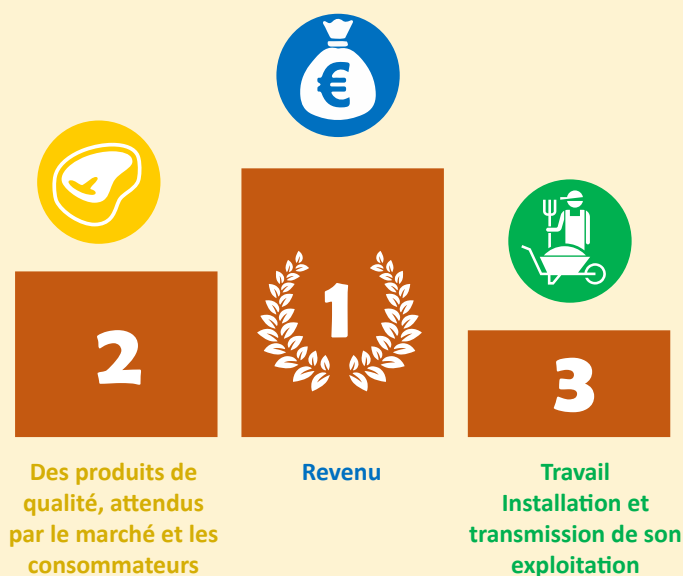 €
1
2
3
Des produits de
qualité, attendus
par le marché et les
consommateurs
Revenu
Travail
Installation et
transmission de son
exploitation